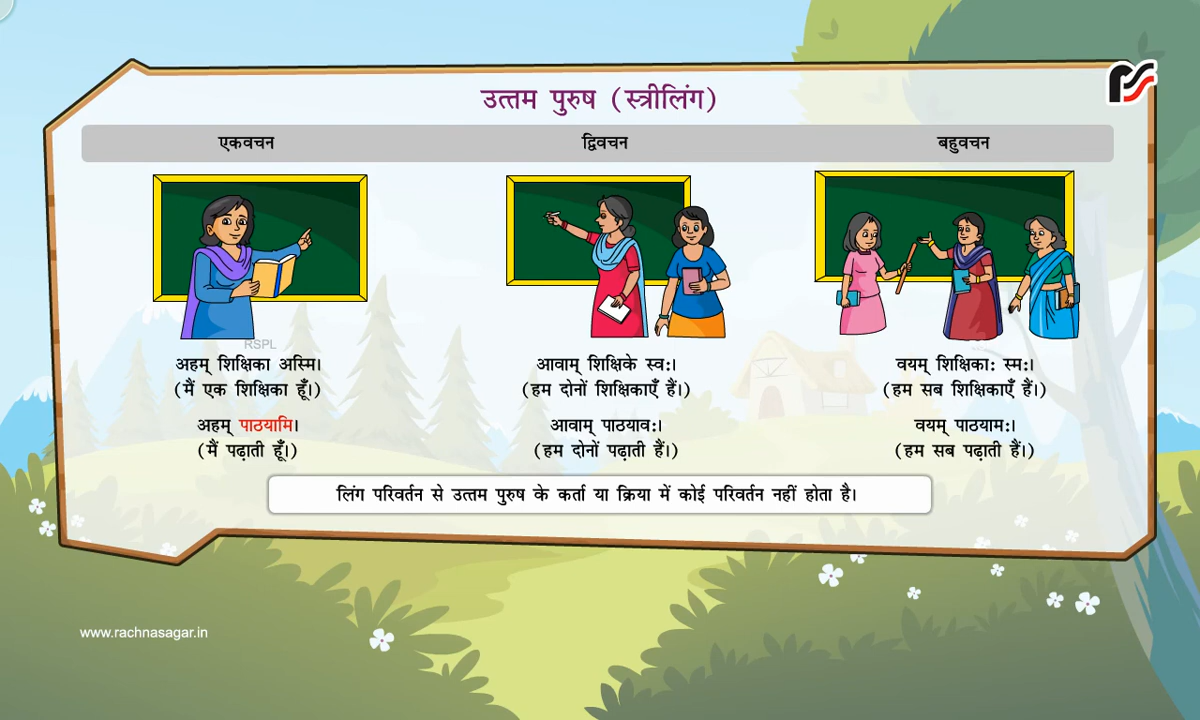 उत्तम पुरुष (स्त्रीलिंग)
एकवचन द्विवचन बहुवचन
RSPL
अहम् शिक्षिका अस्मि। आवाम् शिक्षिके स्व:। वयम् शिक्षिका: स्म:।
(मैं एक शिक्षिका हूँ।) (हम दोनों शिक्षिकाएँ हैं।) (हम सब शिक्षिकाएँ हैं।)
अहम् पाठयामि। आवाम् पाठयाव:। वयम् पाठयाम:।
(मैं पढ़ाती हूँ।) (हम दोनों पढ़ाती हैं।) (हम सब पढ़ाती हैं।)
लिंग परिवर्तन से उत्तम पुरुष के कर्ता या क्रिया में कोई परिवर्तन नहीं होता है।
www.rachnasagar.in